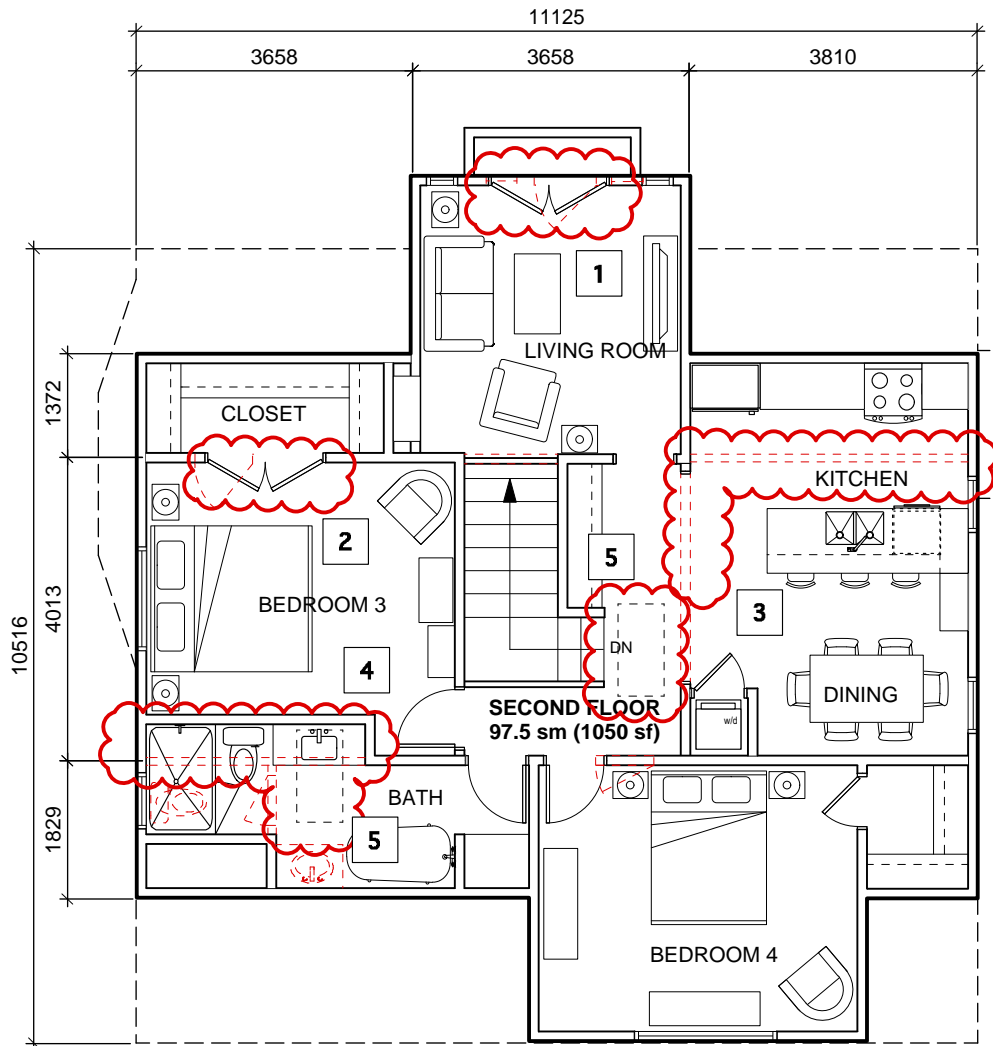 11125
3658
3658
3810
1
LIVING ROOM
1372
CLOSET
KITCHEN
2
5
10516
4013
BEDROOM 3
3
DN
4
DINING
SECOND FLOOR
97.5 sm (1050 sf)
w/d
BATH
1829
5
BEDROOM 4